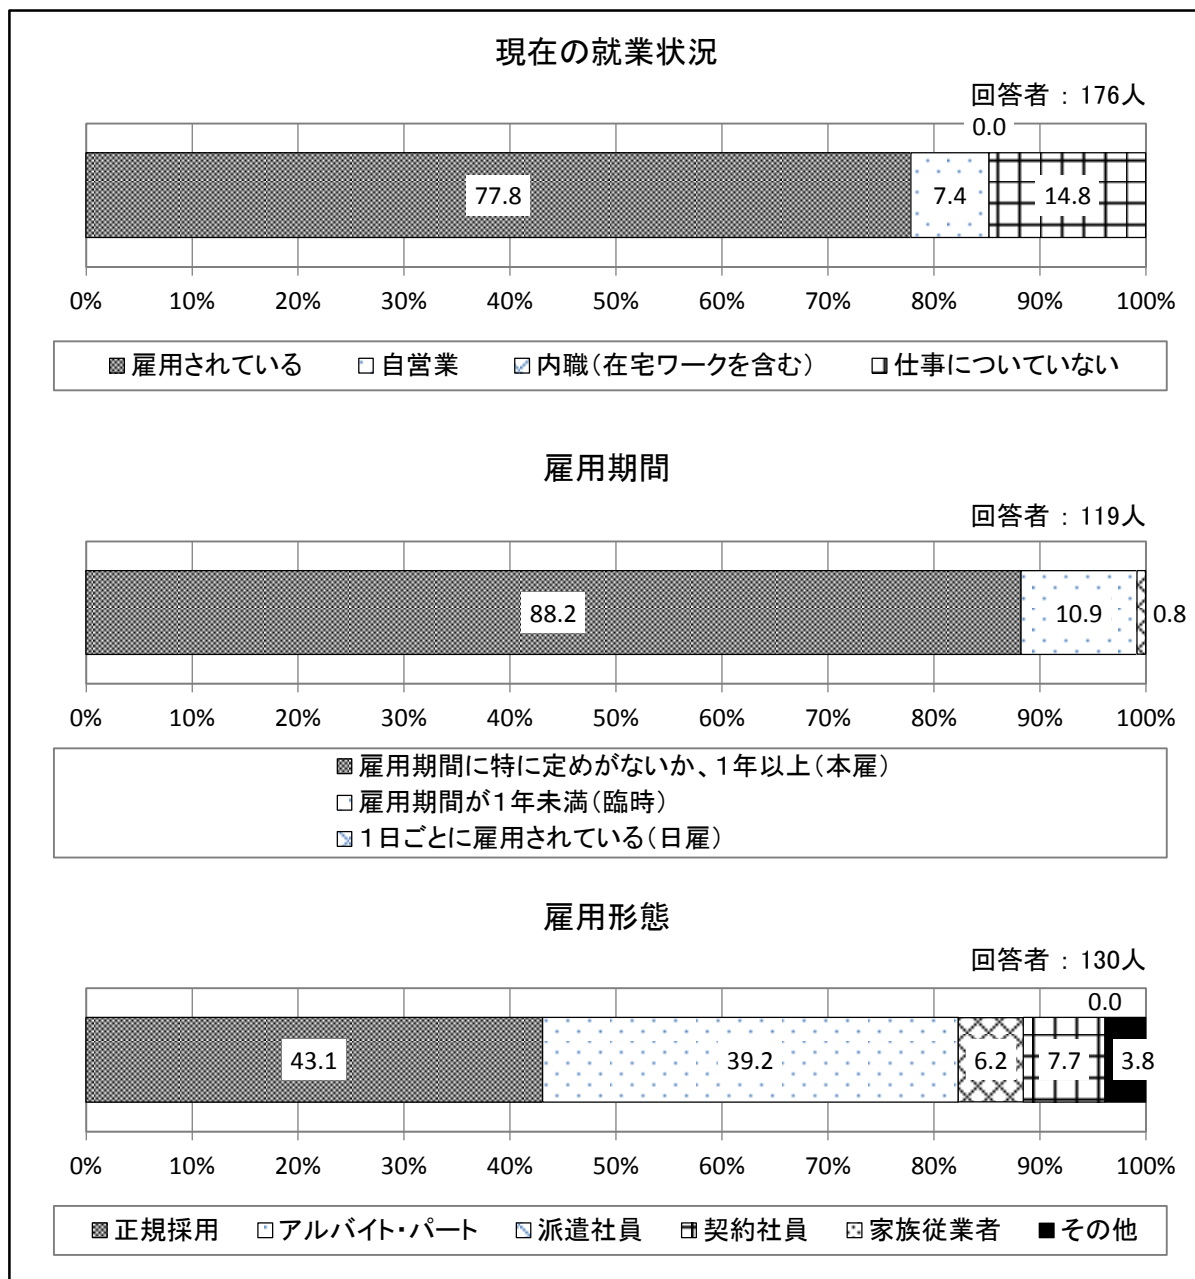 現在の就業状況
回答者 : 176人
0.0
77.8 7.4 14.8
0% 10% 20% 30% 40% 50% 60% 70% 80% 90% 100%
雇用されている 自営業 内職(在宅ワークを含む) 仕事についていない
雇用期間
回答者 : 119人
88.2 10.9 0.8
0% 10% 20% 30% 40% 50% 60% 70% 80% 90% 100%
雇用期間に特に定めがないか、1年以上(本雇)
雇用期間が1年未満(臨時)
1日ごとに雇用されている(日雇)
雇用形態
回答者 : 130人
0.0
43.1 39.2 6.2 7.7 3.8
0% 10% 20% 30% 40% 50% 60% 70% 80% 90% 100%
正規採用 アルバイト・パート 派遣社員 契約社員 家族従業者 その他